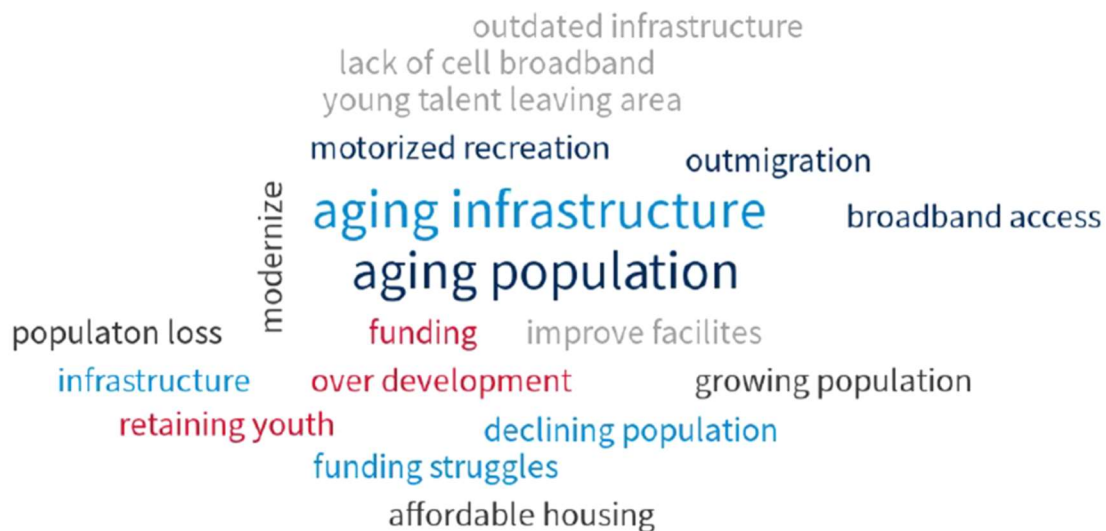 outdated infrastructure
lack of cell broadband
young talent leaving area
motorized recreation
outmigration
modernize
aging infrastructure
broadband access
aging population
populaton loss
funding
improve facilites
infrastructure
over development
growing population
retaining youth
declining population
funding struggles
affordable housing